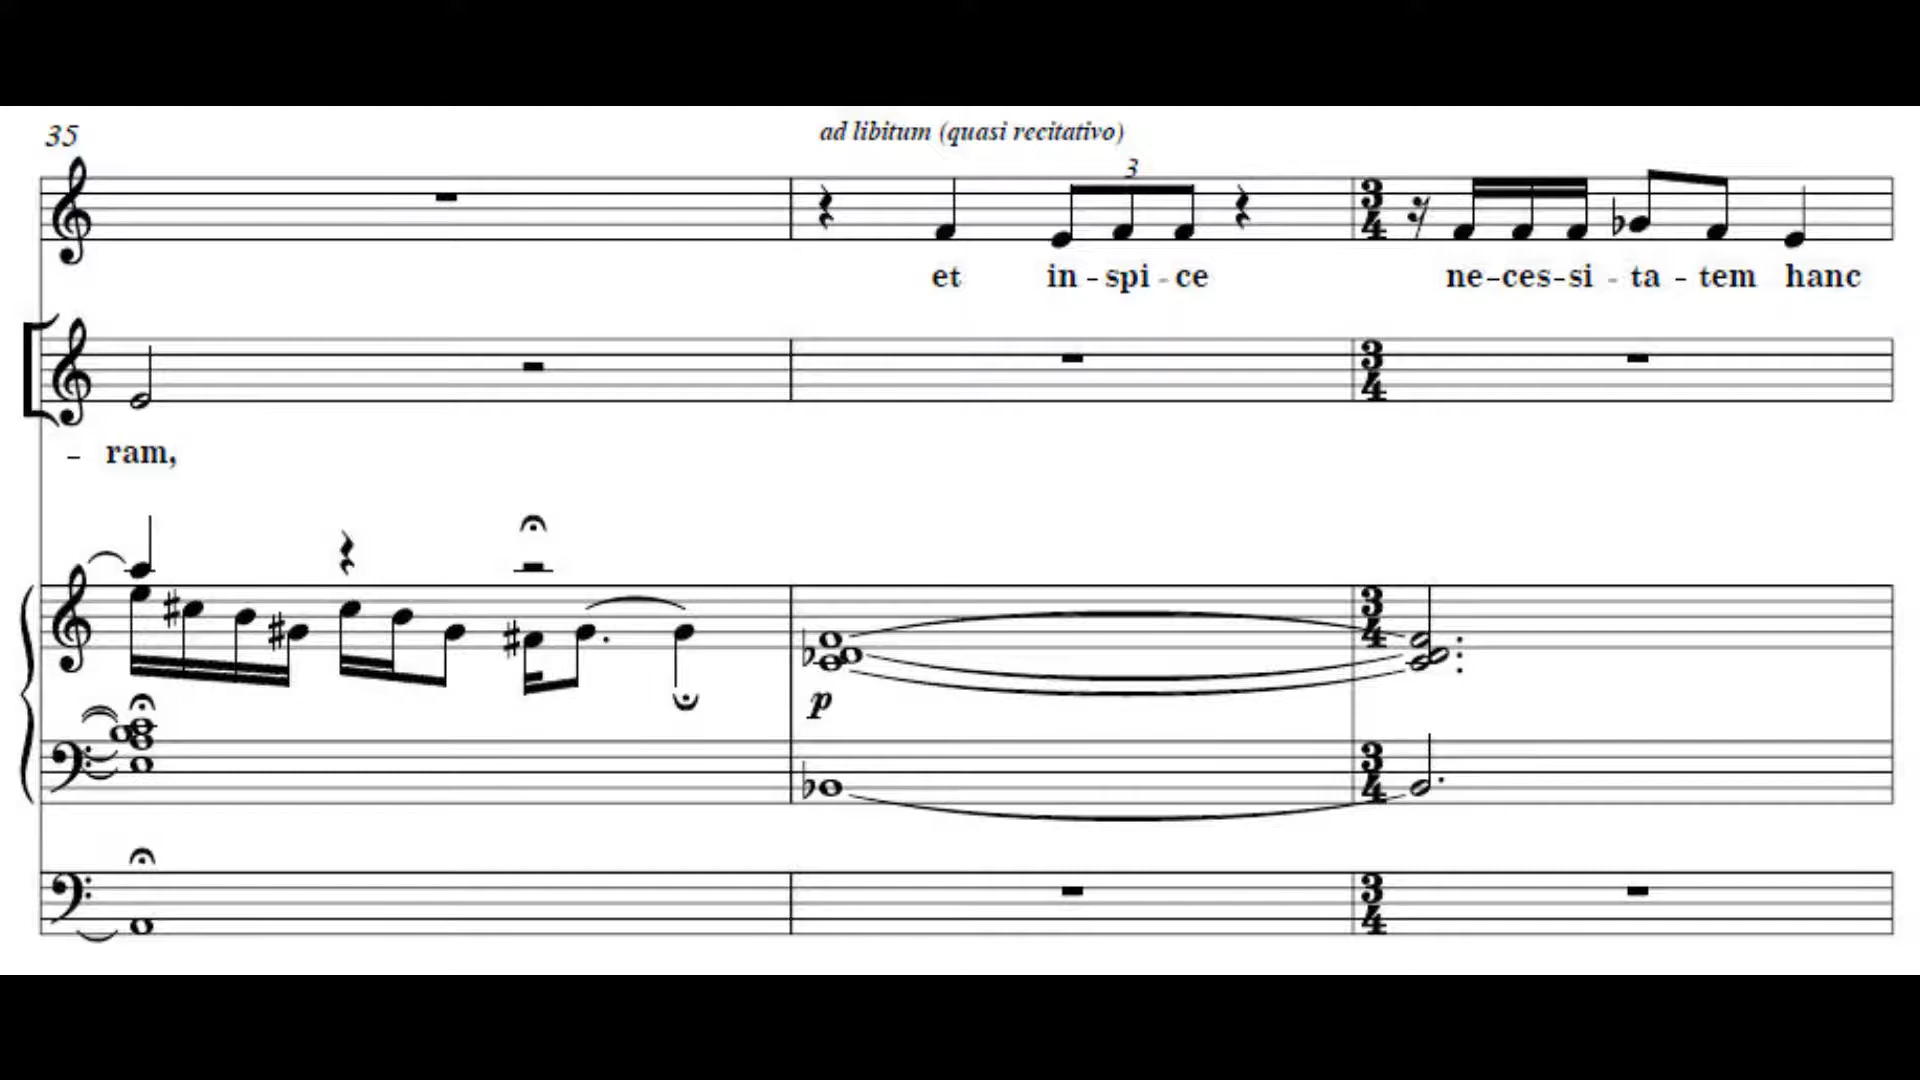 35
ad libitum (quasi recitativo)
3
et in - spi - ce ne-ces-si - ta - tem hanc
- ram,
p